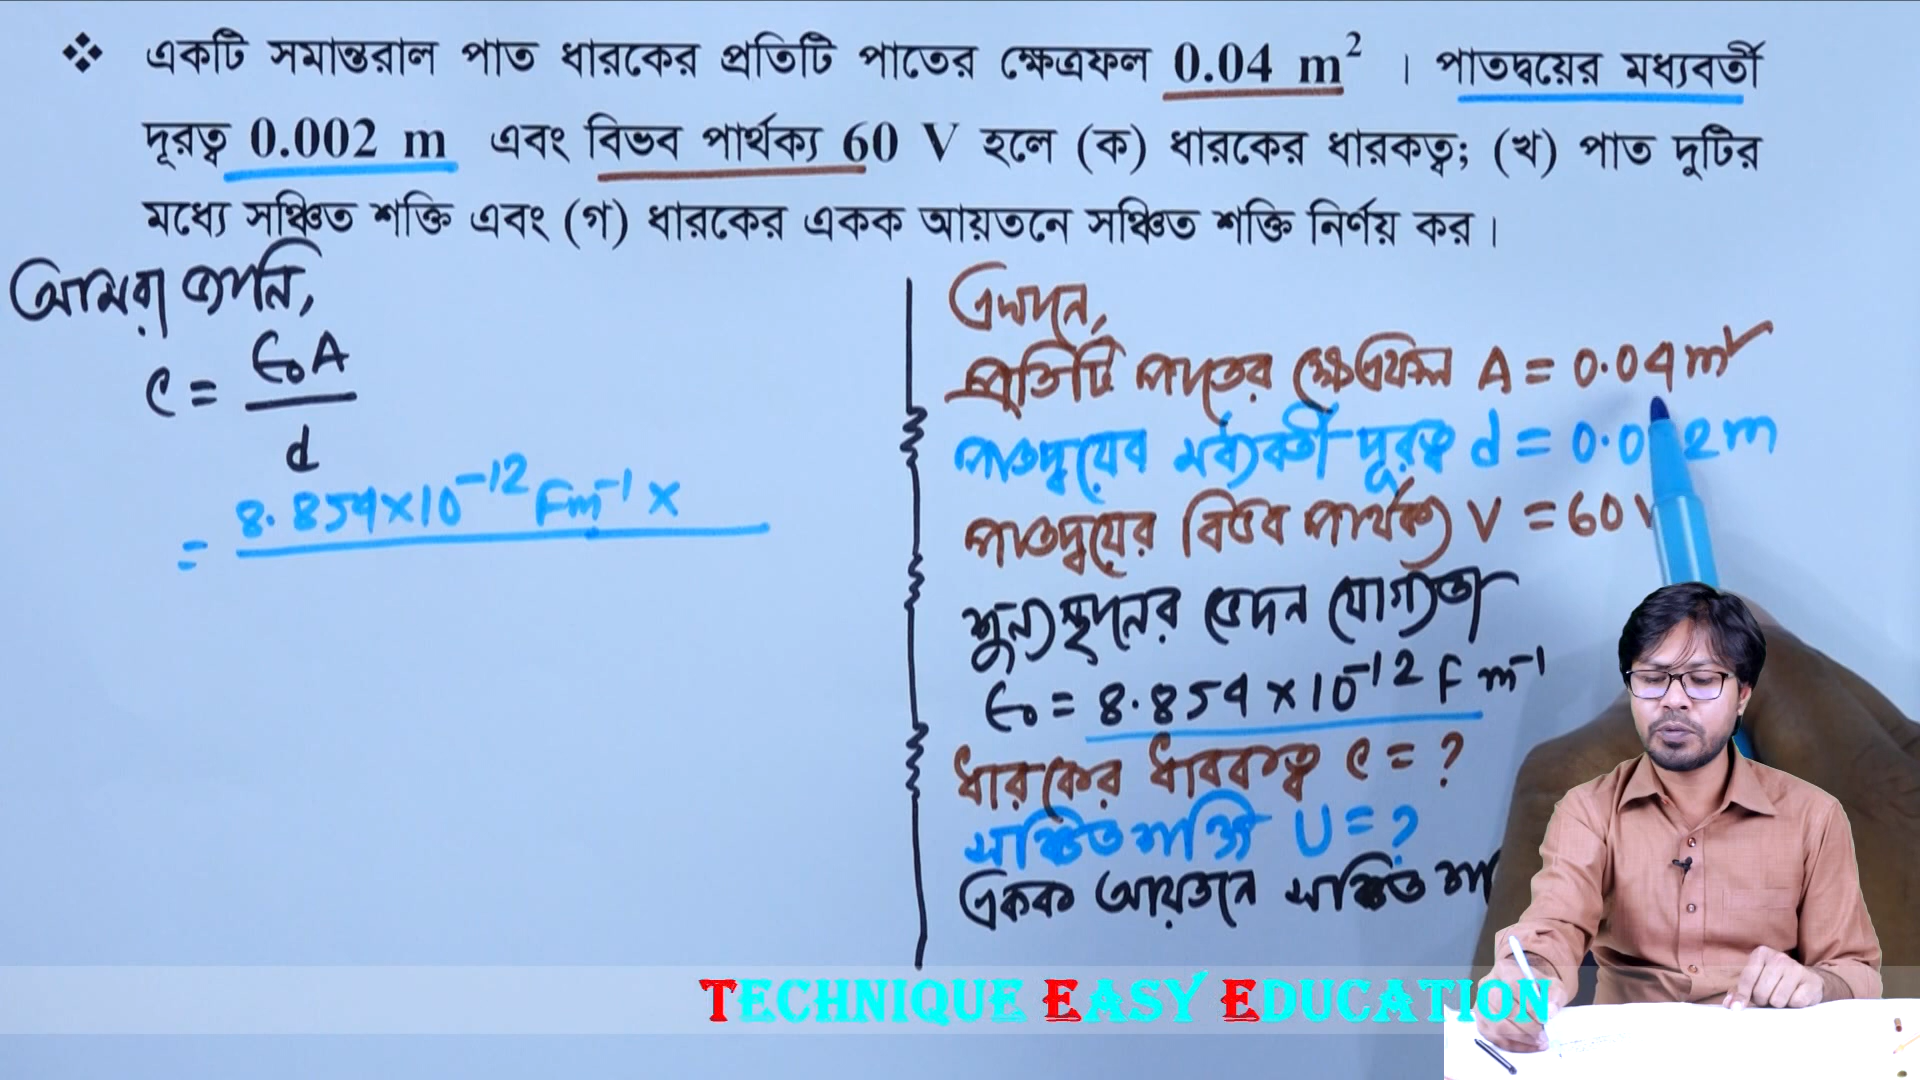 ❖ একটি সমান্তরাল পাত ধারকের প্রতিটি পাতের ক্ষেত্রফল 0.04 m² । পাতদ্বয়ের মধ্যবর্তী
দূরত্ব 0.002 m এবং বিভব পার্থক্য 60 V হলে (ক) ধারকের ধারকত্ব; (খ) পাত দুটির
মধ্যে সঞ্চিত শক্তি এবং (গ) ধারকের একক আয়তনে সঞ্চিত শক্তি নির্ণয় কর ।
আমরা জানি,
C = ϵ₀A
d
= 8.854×10⁻¹² Fm⁻¹ ×
এখানে,
প্রতিটি পাতের ক্ষেত্রফল A = 0.04 m²
পাতদ্বয়ের মধ্যবর্তী দূরত্ব d = 0.0 2 m
পাতদ্বয়ের বিভব পার্থক্য V = 60 V
শূন্যস্থানের ভেদন যোগ্যতা
ϵ₀ = 8.854 × 10⁻¹² F m⁻¹
ধারকের ধারকত্ব C = ?
সঞ্চিত শক্তি U = ?
একক আয়তনে সঞ্চিত
TECHNIQUE EASY EDUCATION